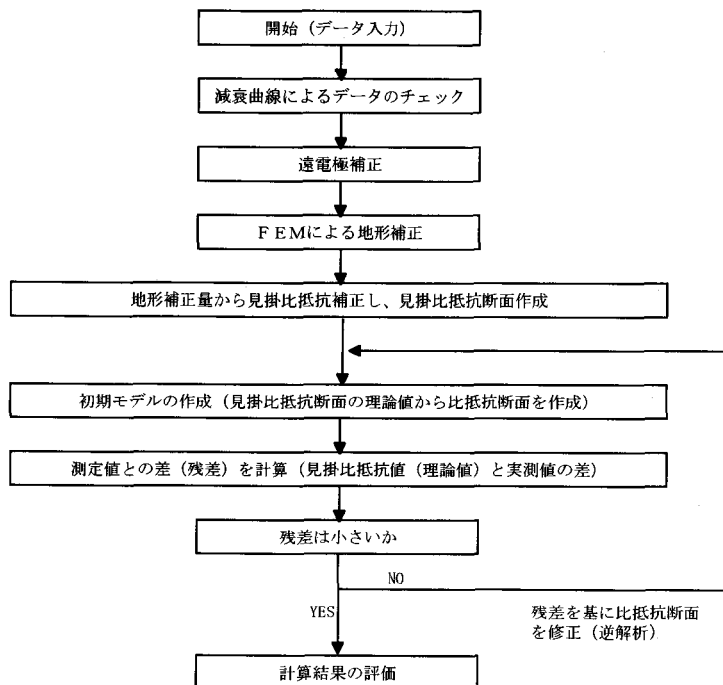 開始（データ入力）
減衰曲線によるデータのチェック
遠電極補正
ＦＥＭによる地形補正
地形補正量から見掛比抵抗補正し、見掛比抵抗断面作成
初期モデルの作成（見掛比抵抗断面の理論値から比抵抗断面を作成）
測定値との差（残差）を計算（見掛比抵抗値（理論値）と実測値の差）
残差は小さいか
NO
YES
残差を基に比抵抗断面
を修正（逆解析）
計算結果の評価